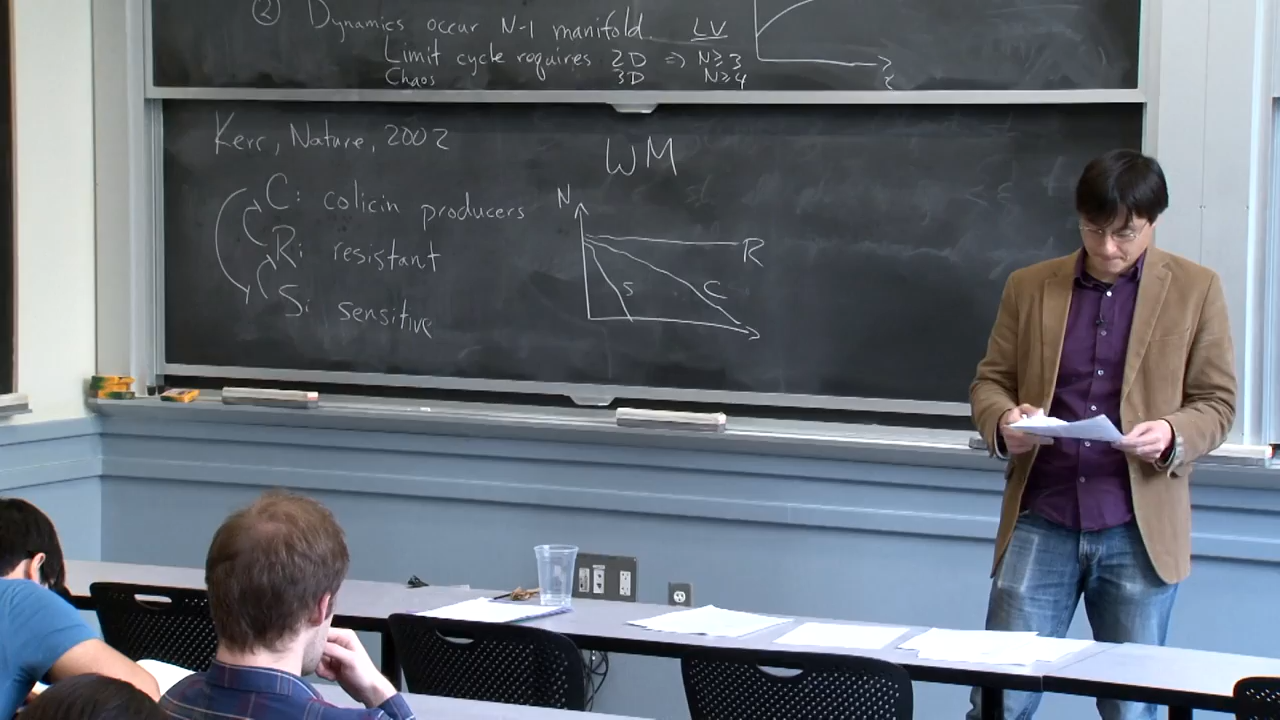 ② Dynamics occur N-1 manifold. LV
Limit cycle requires 2D ⇒ N≥3
Chaos 3D N≥4
τ
Kerr, Nature, 2002
WM
C: colicin producers
R: resistant
S: sensitive
N
R
S
C